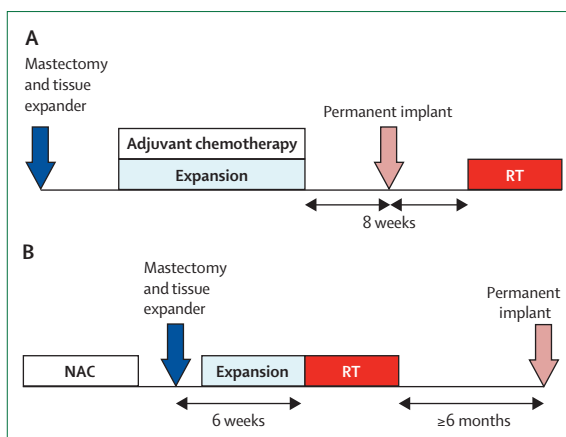 A
Mastectomy
and tissue
expander
Permanent implant
Adjuvant chemotherapy
Expansion
RT
8 weeks
B
Mastectomy
and tissue
expander
Permanent
implant
NAC
Expansion
RT
6 weeks
≥6 months